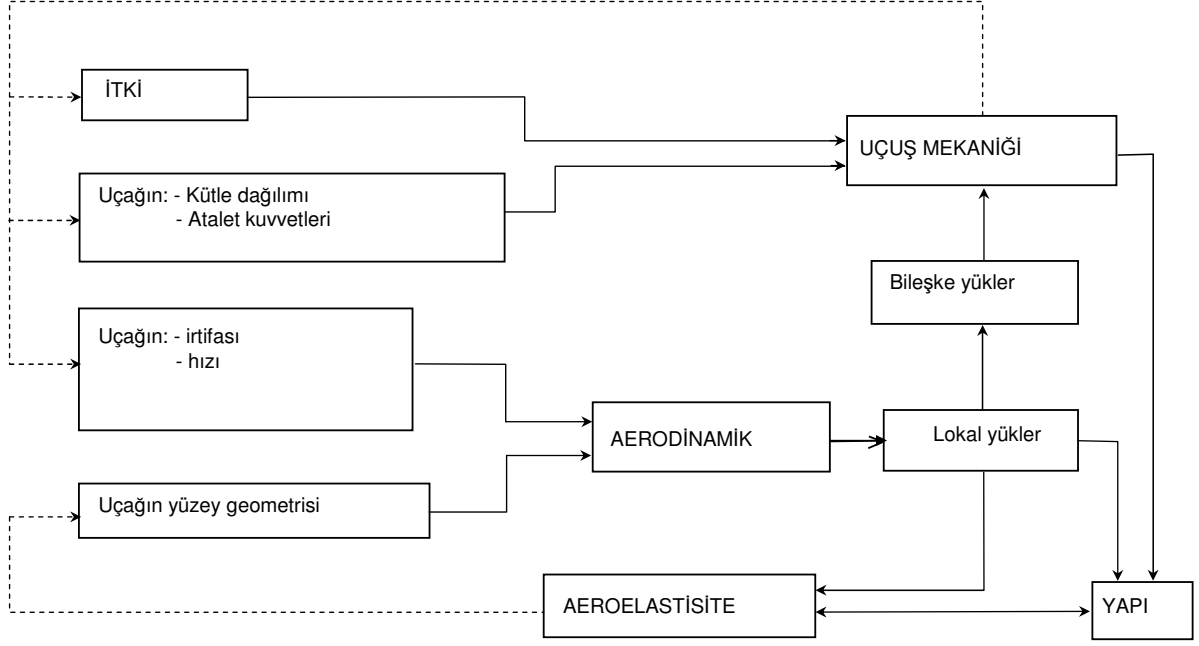 İTKİ
UÇUŞ MEKANİĞİ
Uçağın: - Kütle dağılımı
- Atalet kuvvetleri
Bileşke yükler
Uçağın: - irtifası
- hızı
AERODİNAMİK
Lokal yükler
Uçağın yüzey geometrisi
AEROELASTİSİTE
YAPI